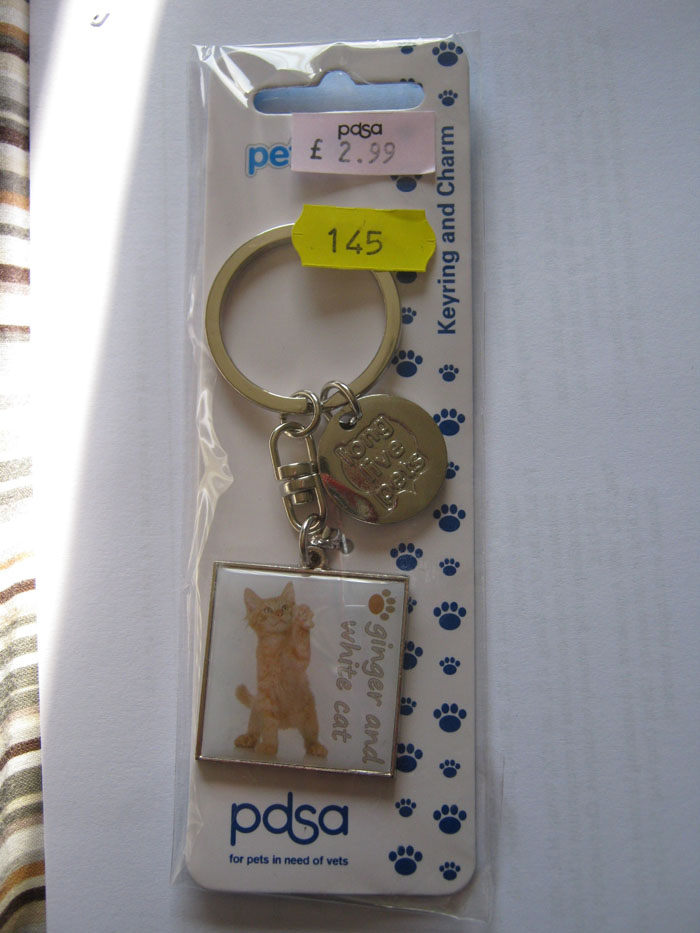 pdsa
£ 2.99
pe
145
Keyring and Charm
long
live
pets
ginger and
white cat
pdsa
for pets in need of vets